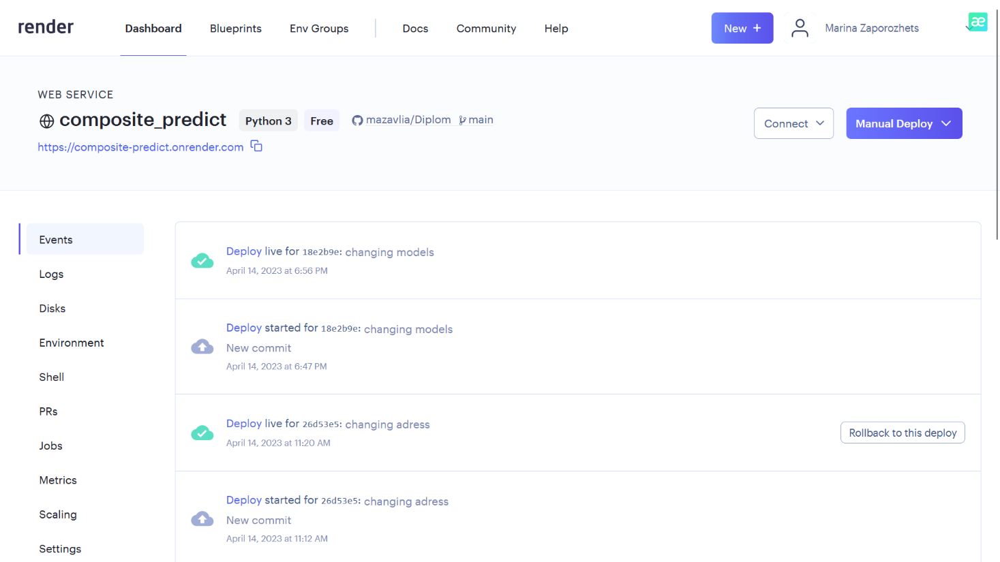 render
Dashboard
Blueprints
Env Groups
Docs
Community
Help
New +
Marina Zaporozhets
æ
WEB SERVICE
composite_predict
Python 3
Free
mazavlia/Diplom
main
https://composite-predict.onrender.com
Connect
Manual Deploy
Events
Logs
Disks
Environment
Shell
PRs
Jobs
Metrics
Scaling
Settings
Deploy live for 18e2b9e: changing models
April 14, 2023 at 6:56 PM
Deploy started for 18e2b9e: changing models
New commit
April 14, 2023 at 6:47 PM
Deploy live for 26d53e5: changing adress
April 14, 2023 at 11:20 AM
Rollback to this deploy
Deploy started for 26d53e5: changing adress
New commit
April 14, 2023 at 11:12 AM